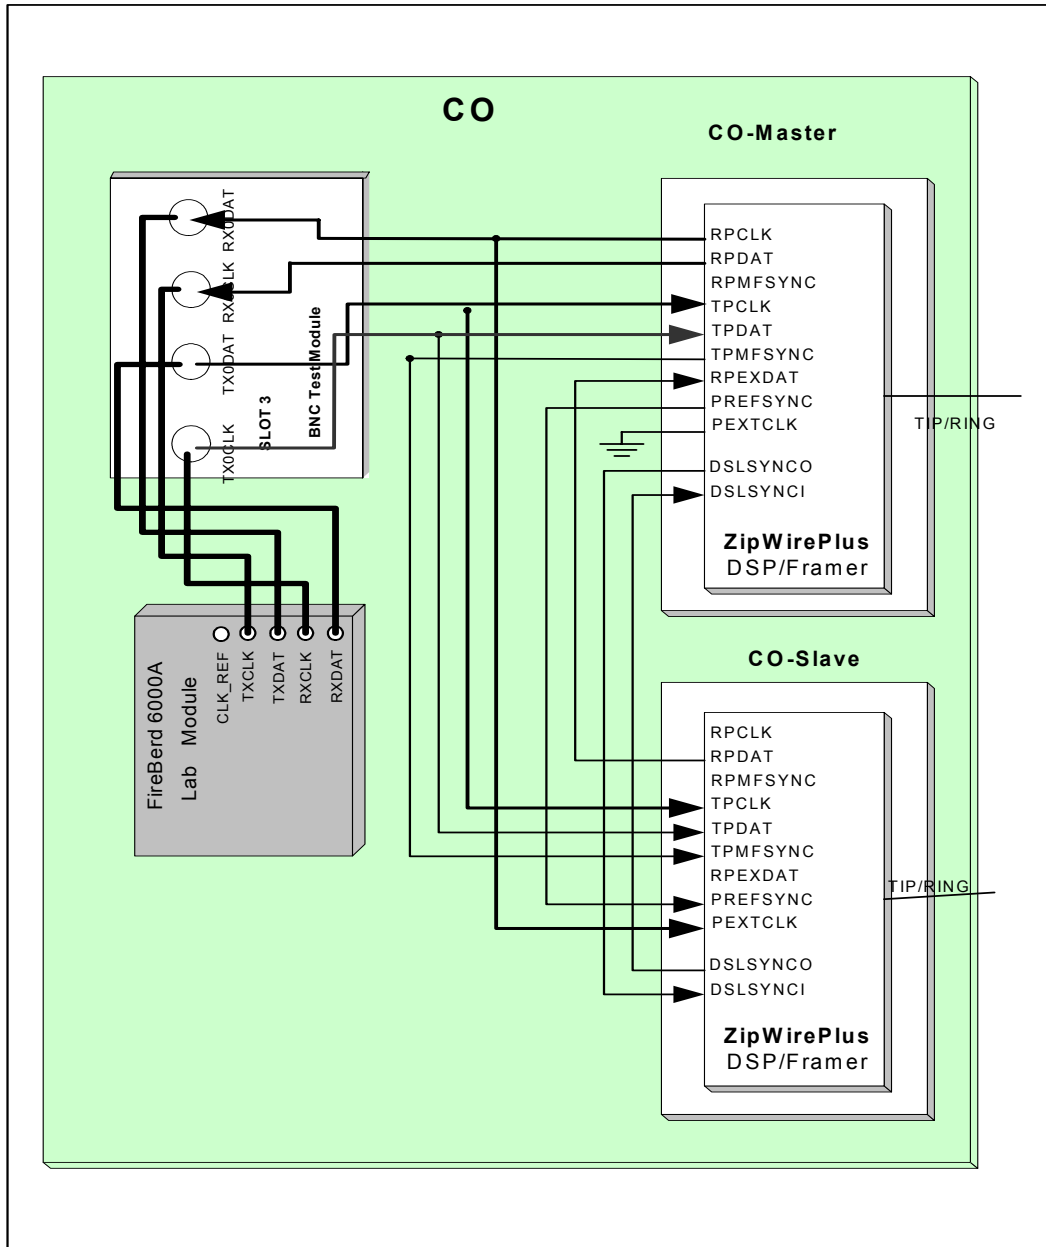 CO
CO-Master
RX0DAT
RX0CLK
TX0DAT
TX0CLK
SLOT 3
BNC Test Module
RPCLK
RPDAT
RPMFSYNC
TPCLK
TPDAT
TPMFSYNC
RPEXDAT
PREFSYNC
PEXTCLK
DSLSYNCO
DSLSYNCI
ZipWirePlus
DSP/Framer
TIP/RING
FireBerd 6000A
Lab Module
CLK_REF
TXCLK
TXDAT
RXCLK
RXDAT
CO-Slave
RPCLK
RPDAT
RPMFSYNC
TPCLK
TPDAT
TPMFSYNC
RPEXDAT
PREFSYNC
PEXTCLK
DSLSYNCO
DSLSYNCI
ZipWirePlus
DSP/Framer
TIP/RING